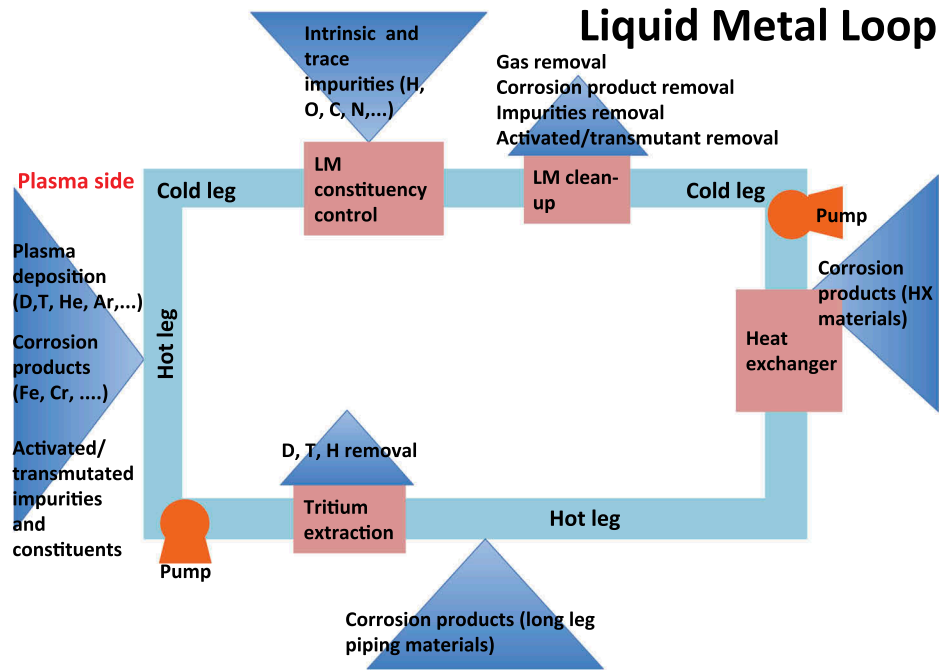 Liquid Metal Loop
Intrinsic and
trace
impurities (H,
O, C, N,...)
Gas removal
Corrosion product removal
Impurities removal
Activated/transmutant removal
Plasma side
Cold leg
LM
constituency
control
LM clean-
up
Cold leg
Pump
Plasma
deposition
(D,T, He, Ar,...)
Corrosion
products
(Fe, Cr, ....)
Activated/
transmutated
impurities
and
constituents
Hot leg
Corrosion
products (HX
materials)
Heat
exchanger
D, T, H removal
Tritium
extraction
Hot leg
Pump
Corrosion products (long leg
piping materials)